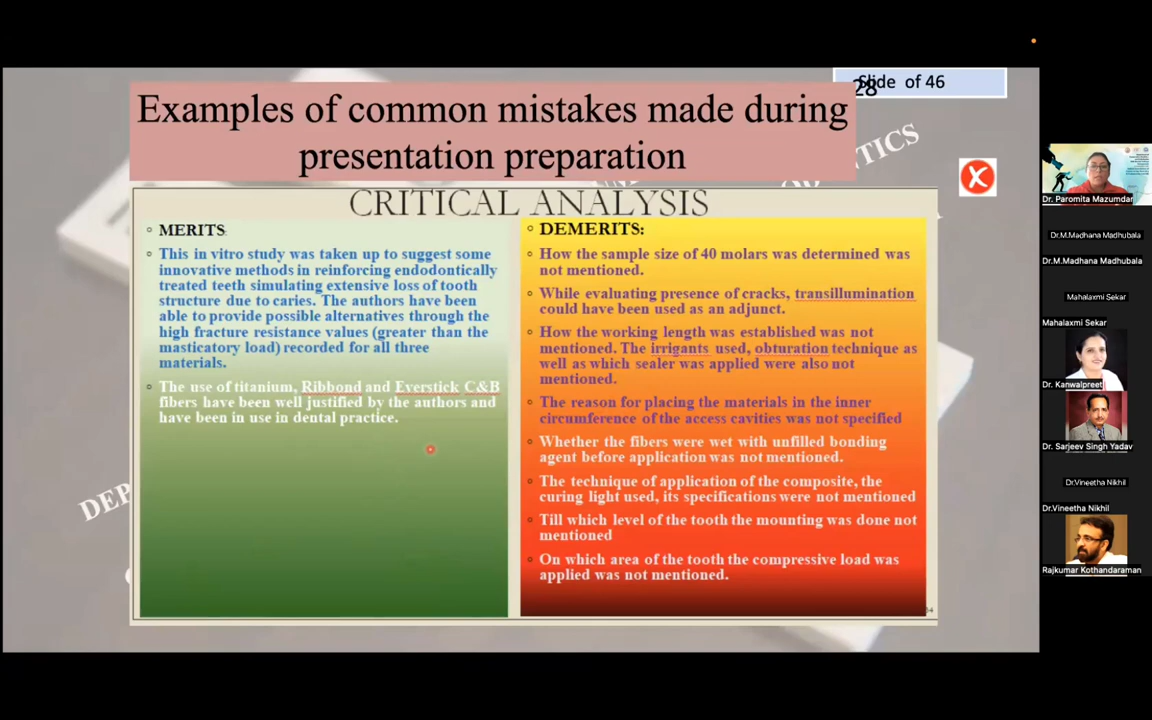 Slide of 46
28
Examples of common mistakes made during
presentation preparation
CRITICAL ANALYSIS
MERITS:
This in vitro study was taken up to suggest some
innovative methods in reinforcing endodontically
treated teeth simulating extensive loss of tooth
structure due to caries. The authors have been
able to provide possible alternatives through the
high fracture resistance values (greater than the
masticatory load) recorded for all three
materials.
The use of titanium, Ribbond and Everstick C&B
fibers have been well justified by the authors and
have been in use in dental practice.
DEMERITS:
How the sample size of 40 molars was determined was
not mentioned.
While evaluating presence of cracks, transillumination
could have been used as an adjunct.
How the working length was established was not
mentioned. The irrigants used, obturation technique as
well as which sealer was applied were also not
mentioned.
The reason for placing the materials in the inner
circumference of the access cavities was not specified
Whether the fibers were wet with unfilled bonding
agent before application was not mentioned.
The technique of application of the composite, the
curing light used, its specifications were not mentioned
Till which level of the tooth the mounting was done not
mentioned
On which area of the tooth the compressive load was
applied was not mentioned.
Dr. Paromita Mazumdar
Dr.M.Madhana Madhubala
Dr.M.Madhana Madhubala
Mahalaxmi Sekar
Mahalaxmi Sekar
Dr. Kanwalpreet
Dr. Sarjeev Singh Yadav
Dr.Vineetha Nikhil
Dr.Vineetha Nikhil
Rajkumar Kothandaraman